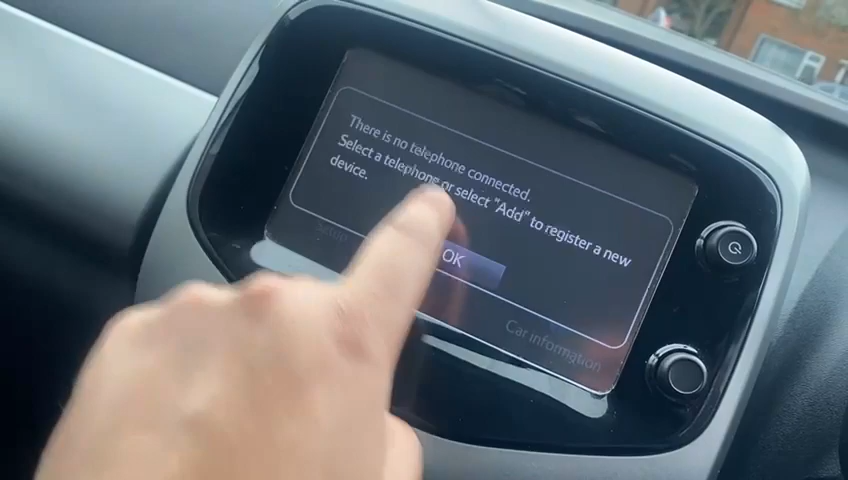 There is no telephone connected.
Select a telephone or select "Add" to register a new
device.
OK
Car information